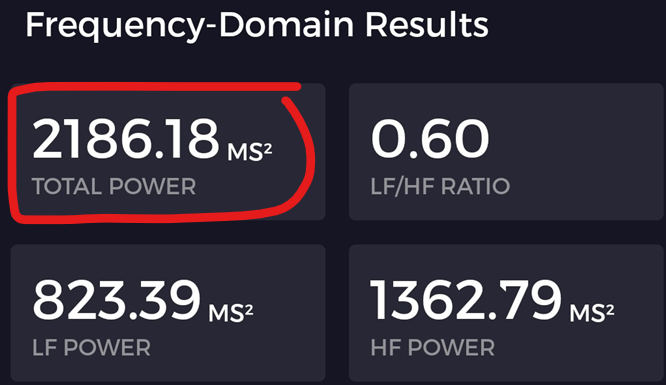 Frequency-Domain Results
2186.18 MS²
TOTAL POWER
0.60
LF/HF RATIO
823.39 MS²
LF POWER
1362.79 MS²
HF POWER